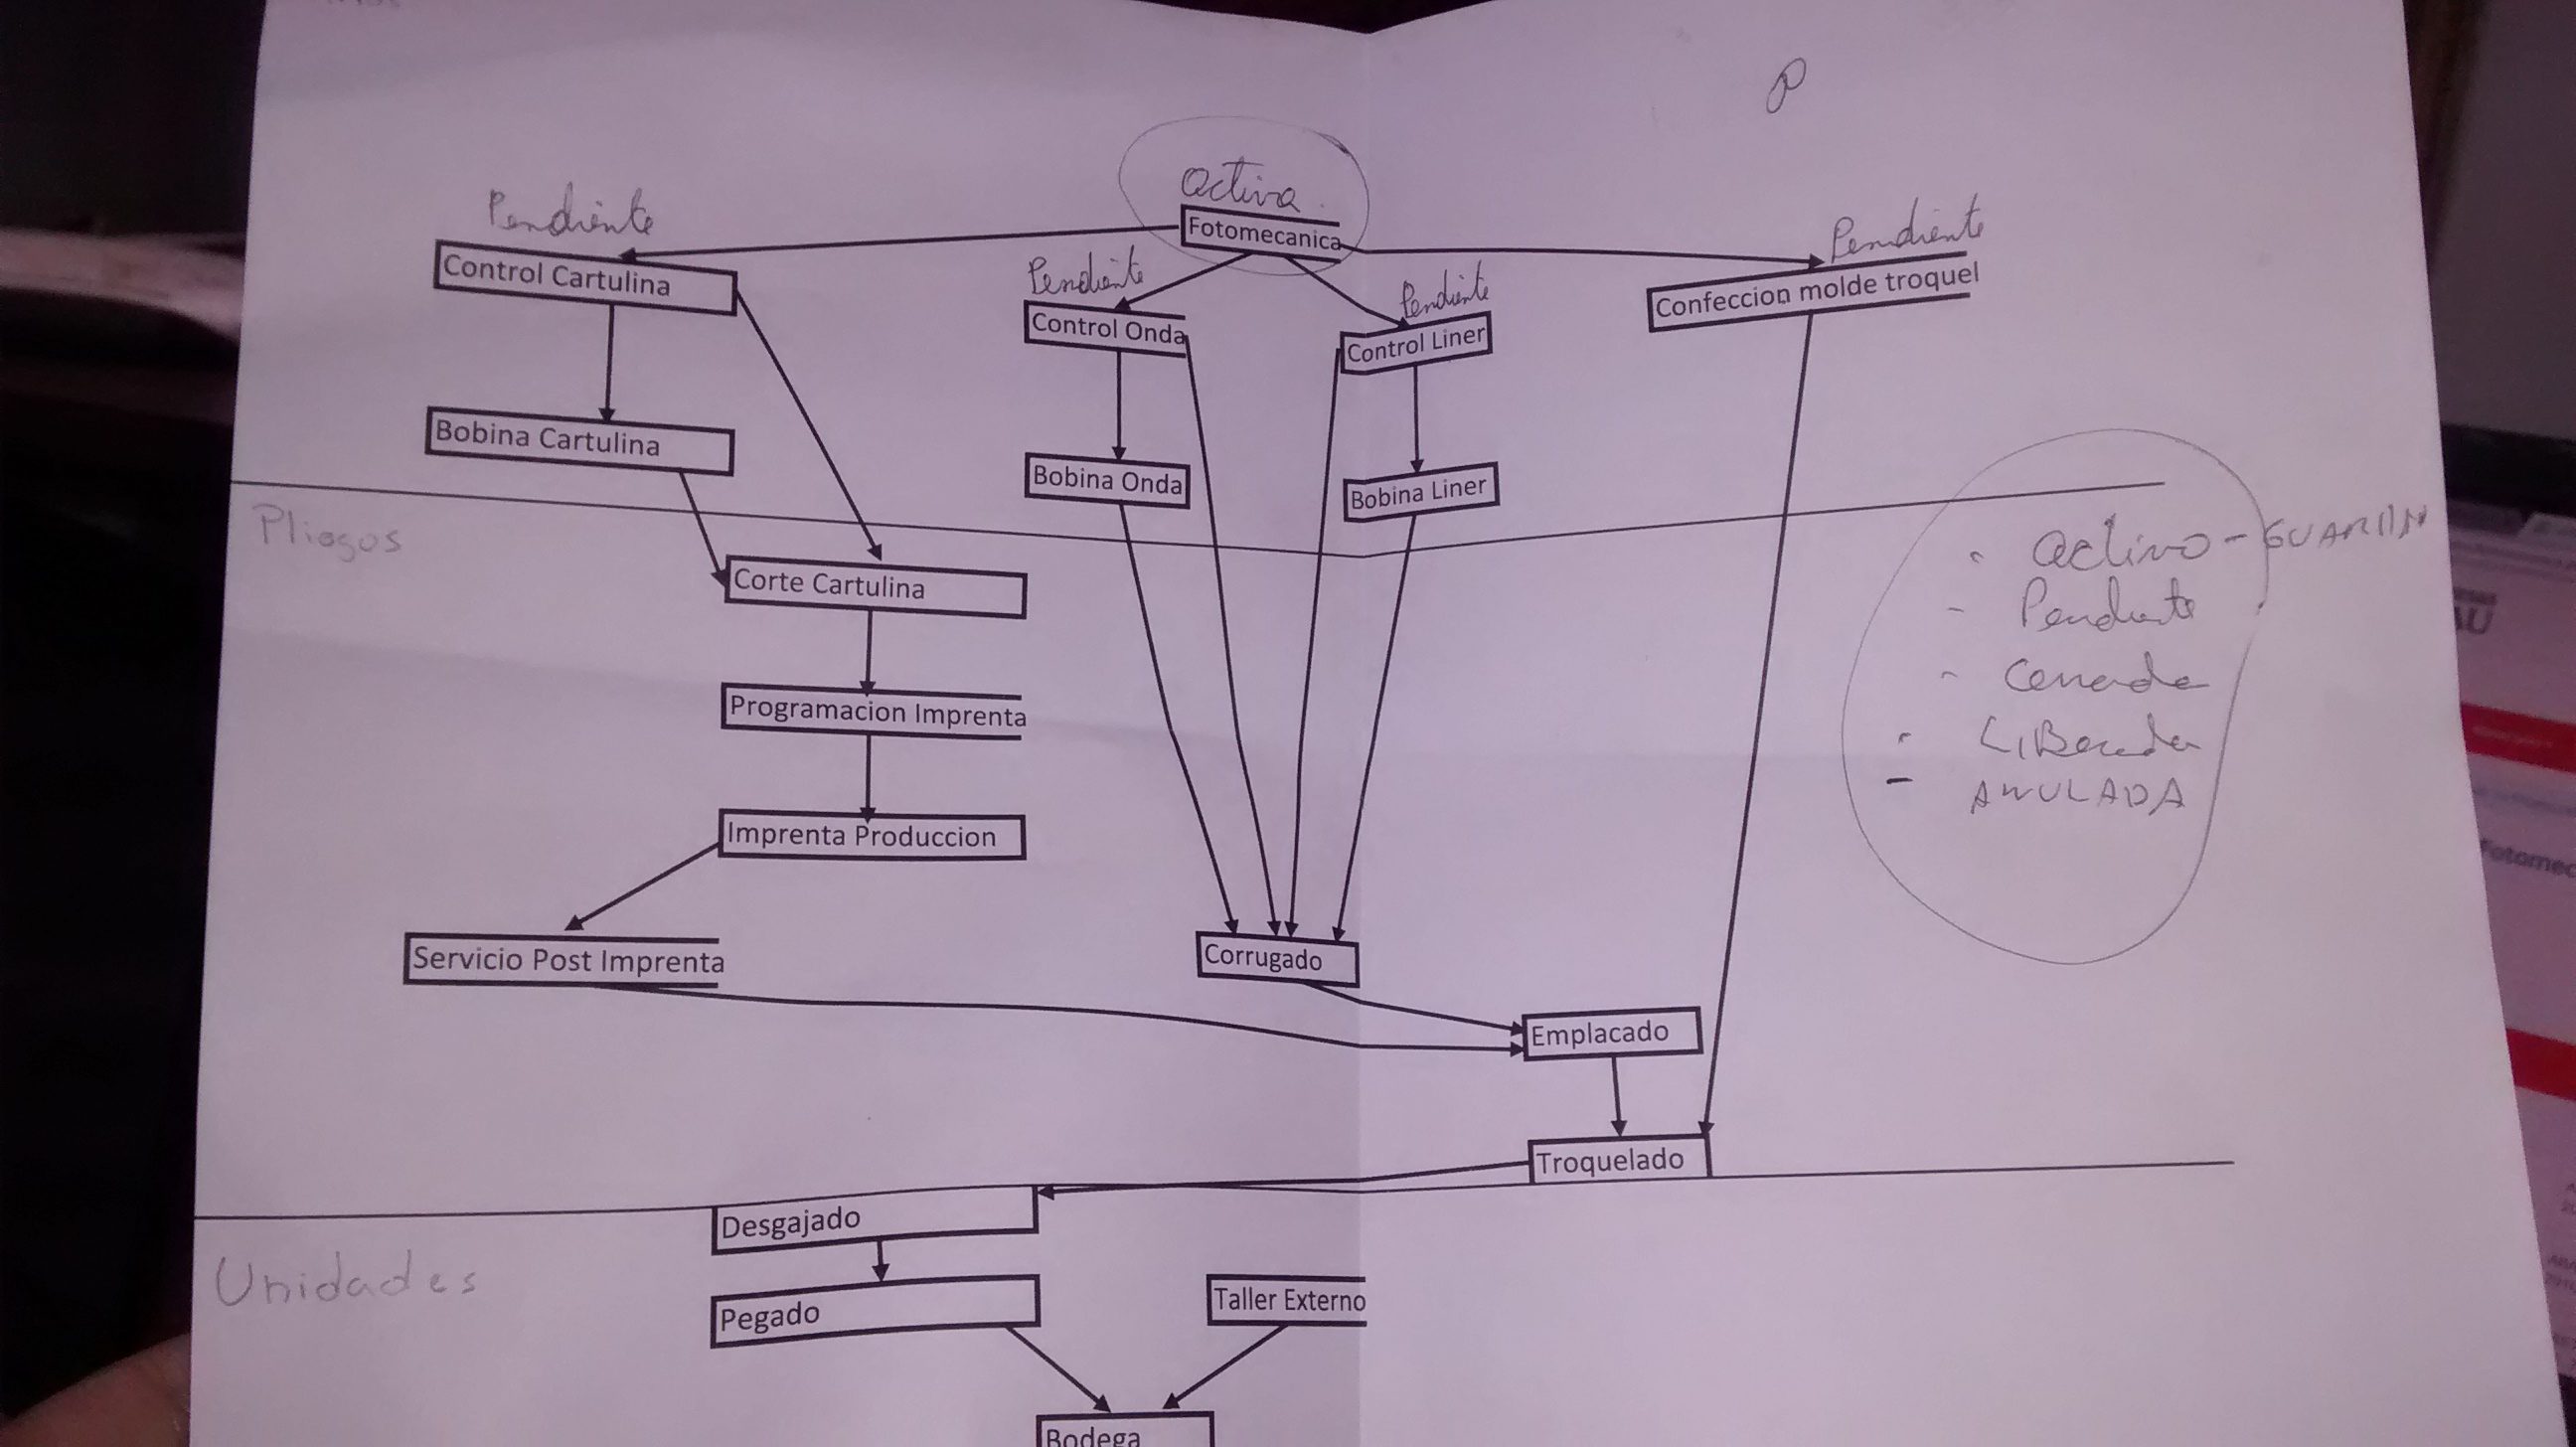 activa
Fotomecanica
Pendiente
Control Cartulina
Pendiente
Control Onda
Pendiente
Control Liner
Pendiente
Confeccion molde troquel
Bobina Cartulina
Bobina Onda
Bobina Liner
Pliegos
Corte Cartulina
Programacion Imprenta
Imprenta Produccion
Servicio Post Imprenta
Corrugado
Emplacado
Troquelado
activo -
- Pendiente
- Cerrada
- LiBerada
- ANULADA
Unidades
Desgajado
Pegado
Taller Externo
Bodega
AU